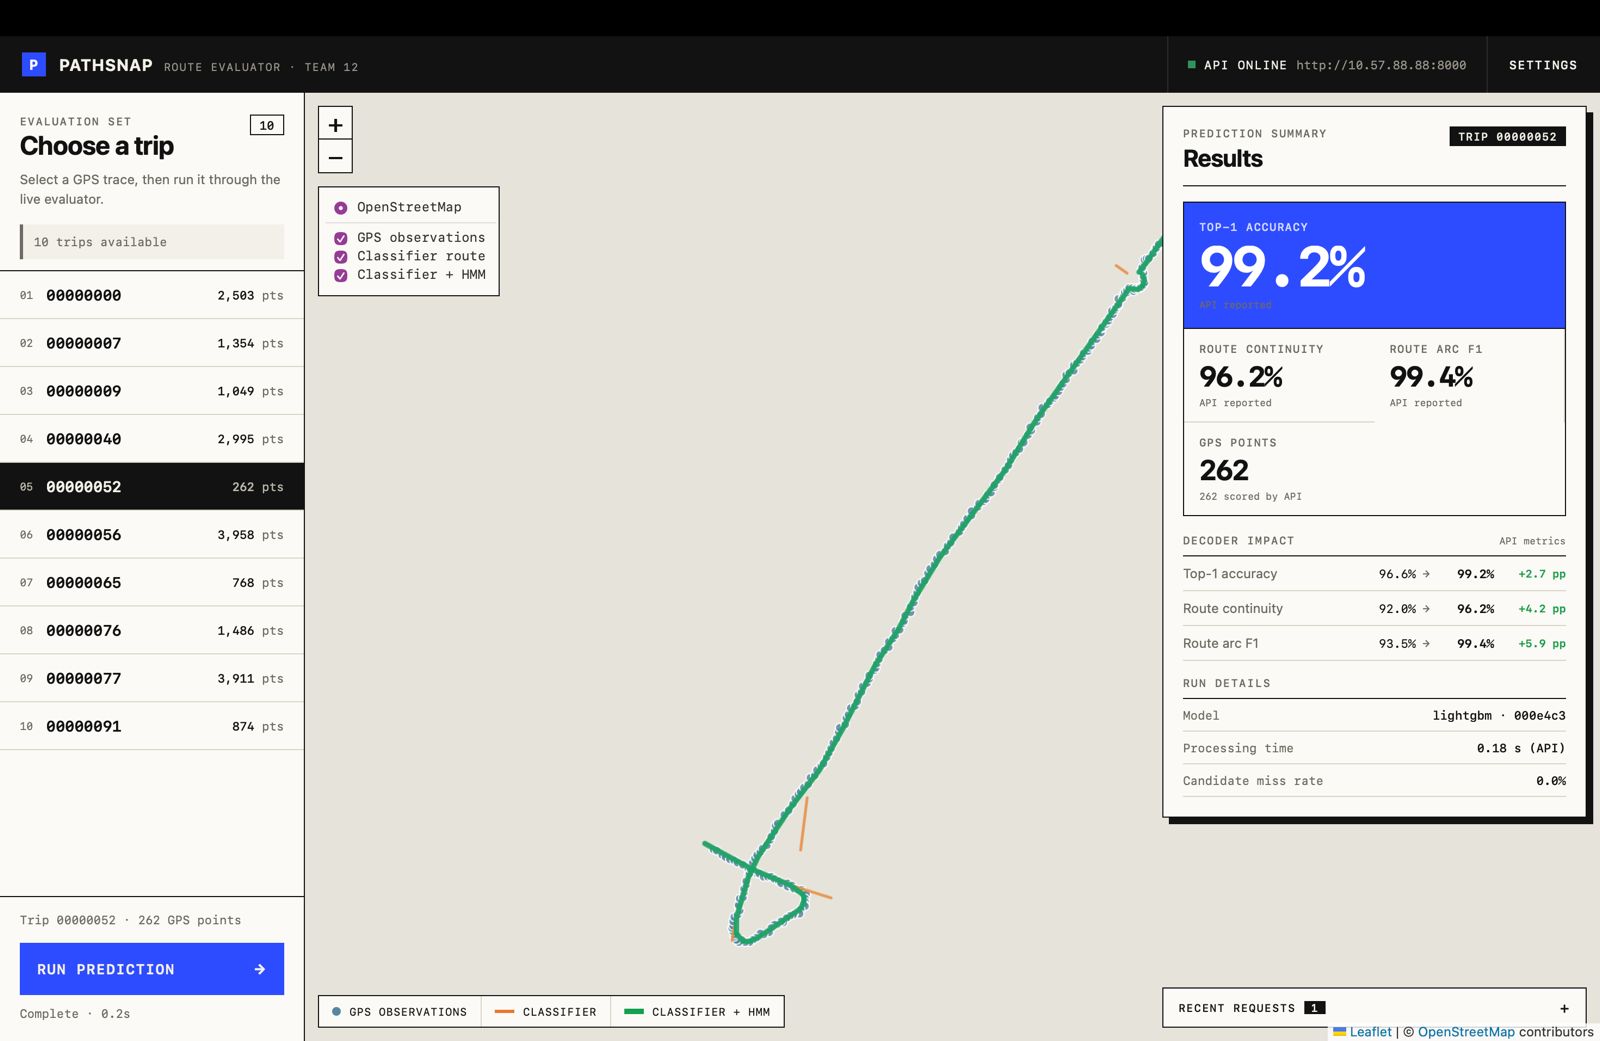 P PATHSNAP ROUTE EVALUATOR · TEAM 12
API ONLINE http://10.57.88.88:8000
SETTINGS
EVALUATION SET
10
Choose a trip
Select a GPS trace, then run it through the
live evaluator.
10 trips available
01 00000000 2,503 pts
02 00000007 1,354 pts
03 00000009 1,049 pts
04 00000040 2,995 pts
05 00000052 262 pts
06 00000056 3,958 pts
07 00000065 768 pts
08 00000076 1,486 pts
09 00000077 3,911 pts
10 00000091 874 pts
Trip 00000052 · 262 GPS points
RUN PREDICTION →
Complete · 0.2s
+
−
OpenStreetMap
GPS observations
Classifier route
Classifier + HMM
GPS OBSERVATIONS
CLASSIFIER
CLASSIFIER + HMM
PREDICTION SUMMARY
TRIP 00000052
Results
TOP-1 ACCURACY
99.2%
API reported
ROUTE CONTINUITY
96.2%
API reported
ROUTE ARC F1
99.4%
API reported
GPS POINTS
262
262 scored by API
DECODER IMPACT API metrics
Top-1 accuracy 96.6% → 99.2% +2.7 pp
Route continuity 92.0% → 96.2% +4.2 pp
Route arc F1 93.5% → 99.4% +5.9 pp
RUN DETAILS
Model lightgbm · 000e4c3
Processing time 0.18 s (API)
Candidate miss rate 0.0%
RECENT REQUESTS 1 +
Leaflet | © OpenStreetMap contributors